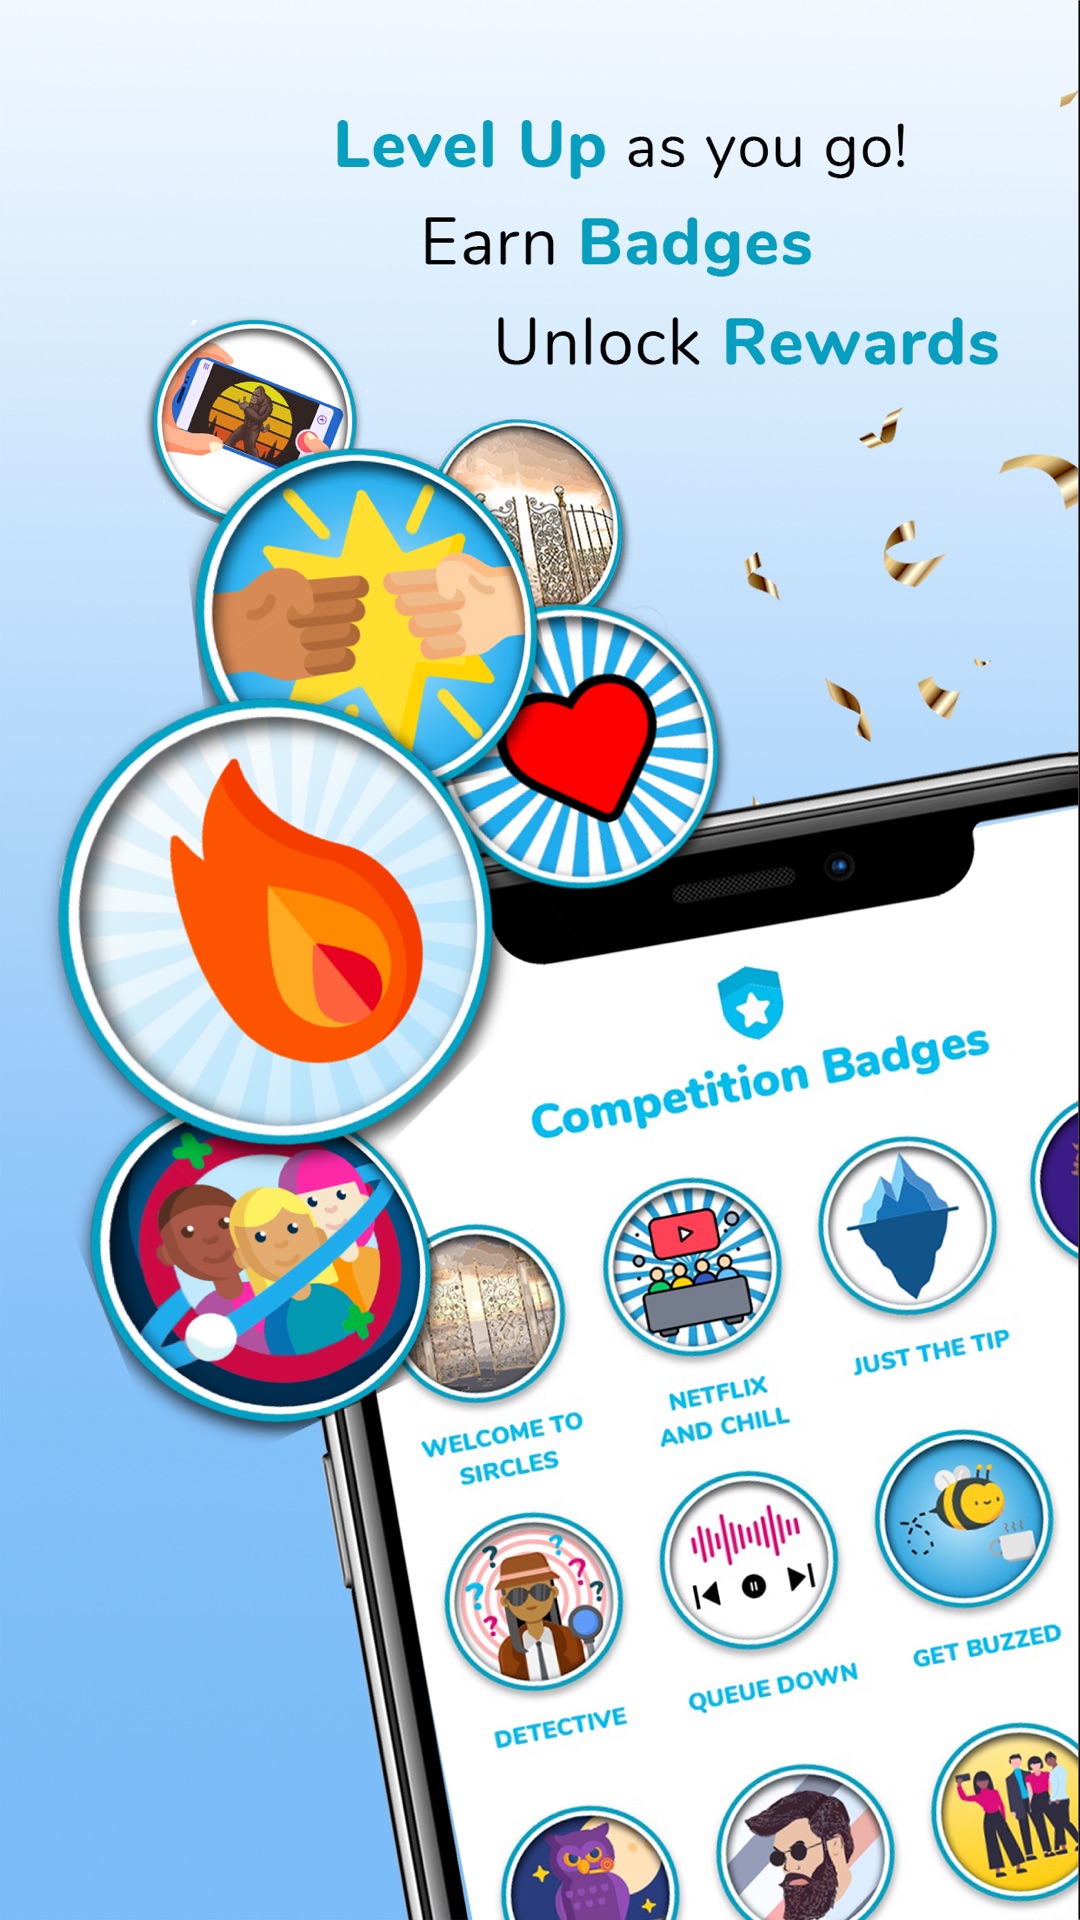 Level Up as you go!
Earn Badges
Unlock Rewards
Competition Badges
WELCOME TO
SIRCLES
NETFLIX
AND CHILL
JUST THE TIP
DETECTIVE
QUEUE DOWN
GET BUZZED